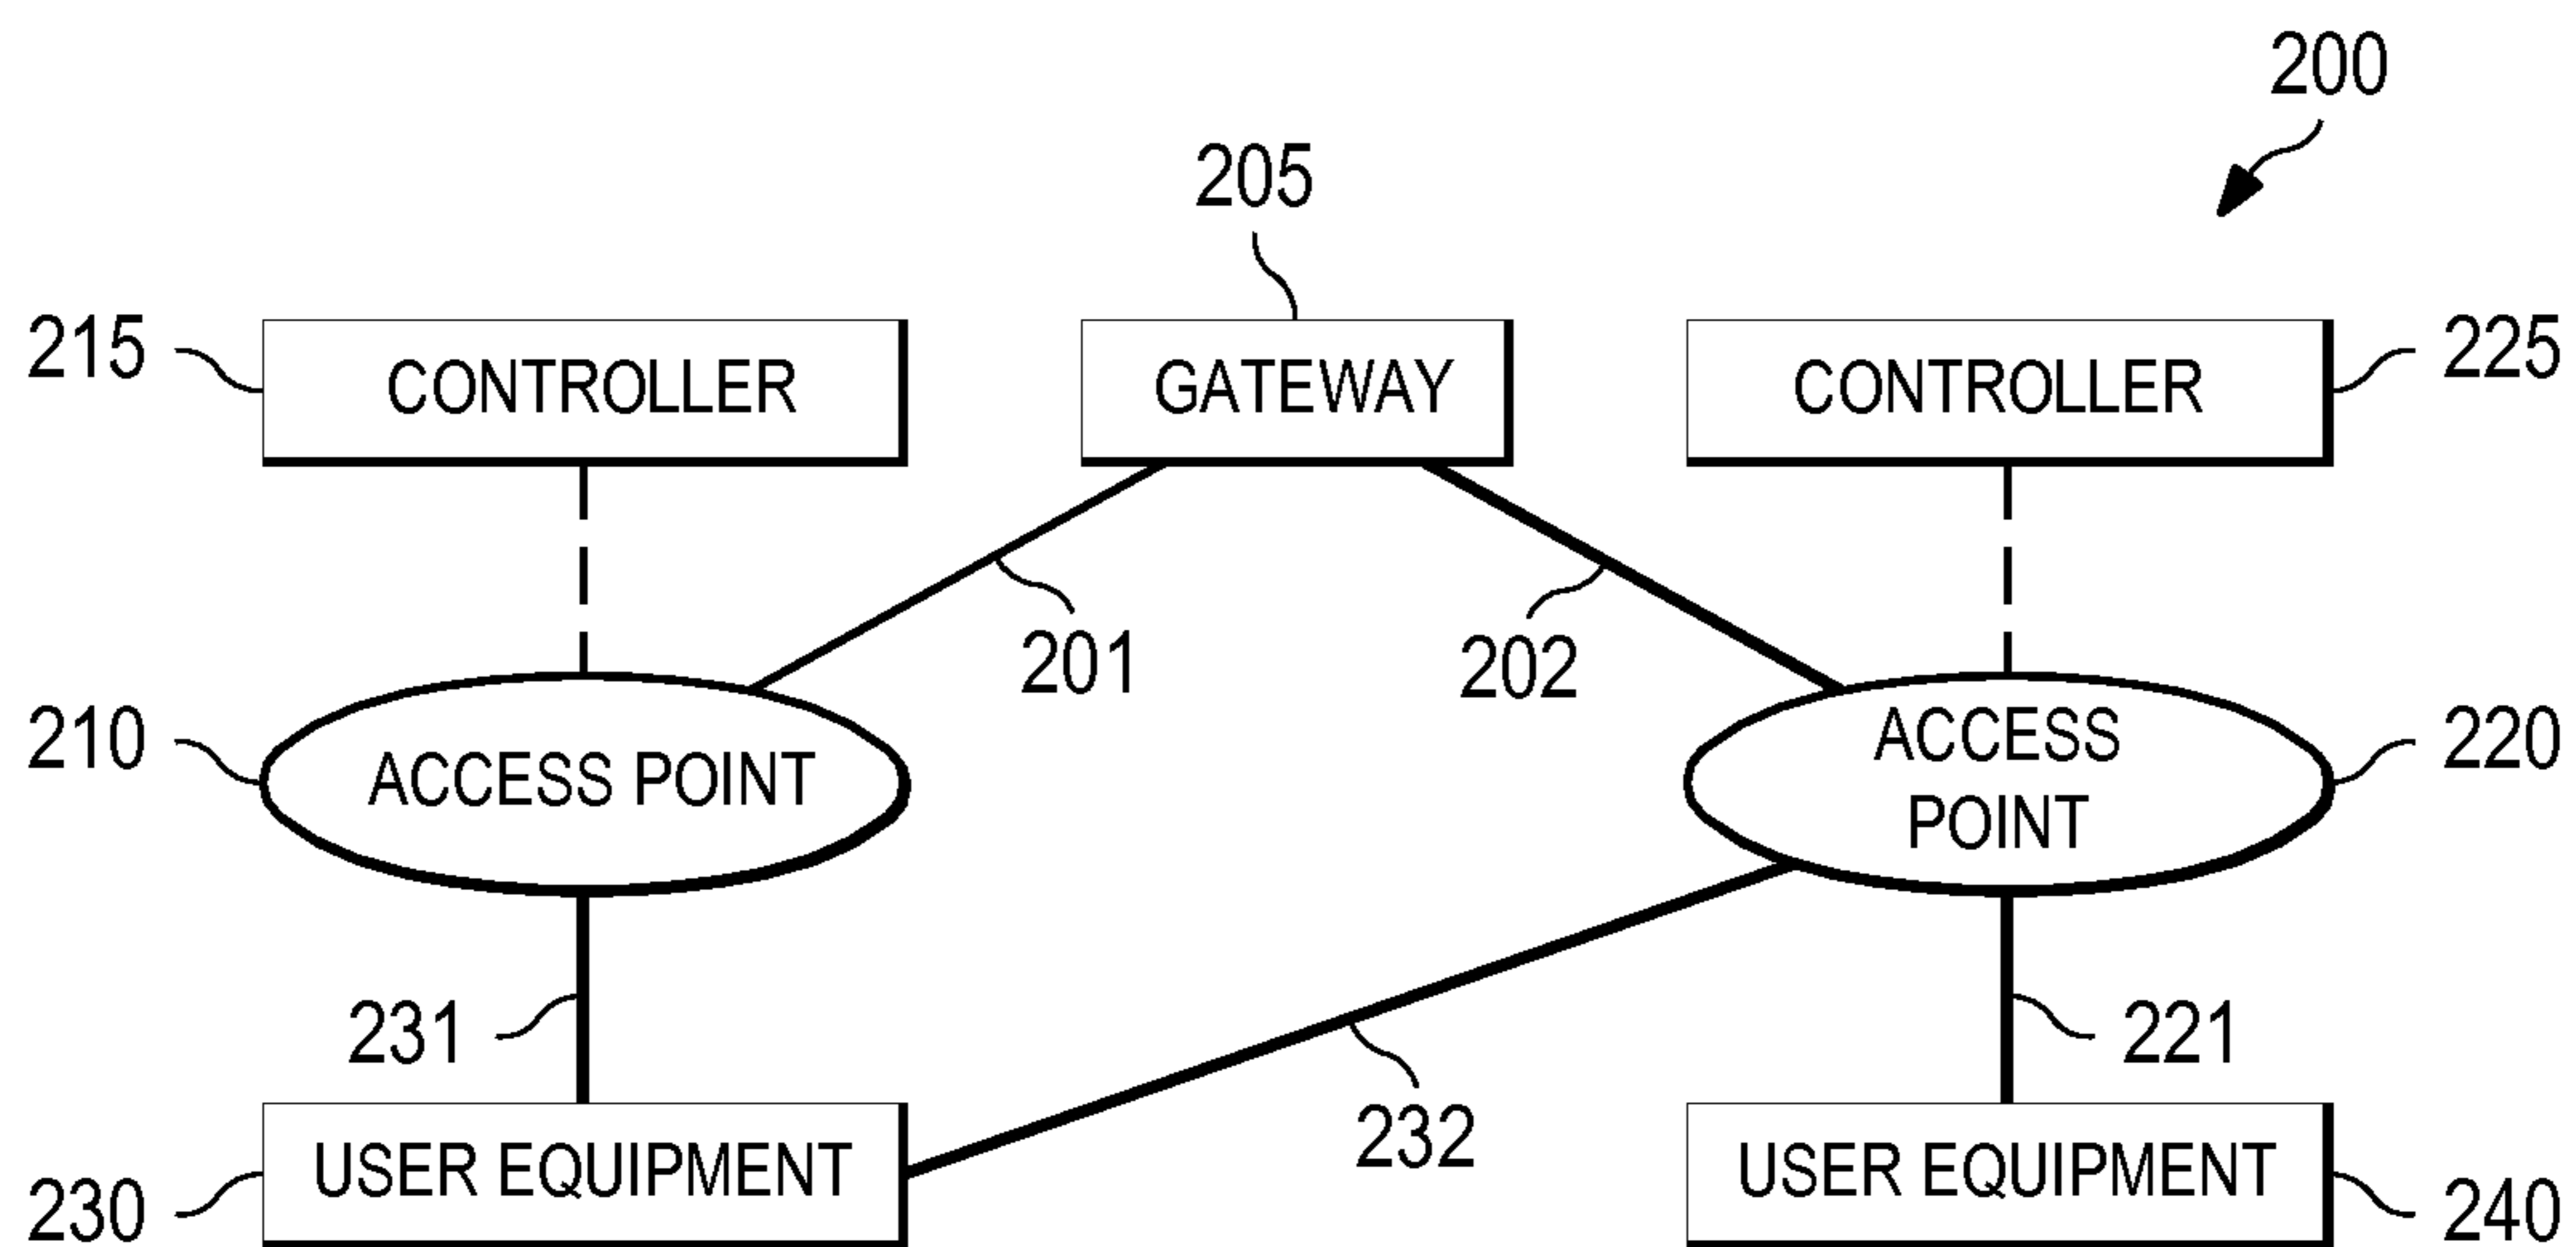 200
205
215 CONTROLLER GATEWAY CONTROLLER 225
201 202
210 ACCESS POINT ACCESS
POINT 220
231 221
232
230 USER EQUIPMENT USER EQUIPMENT 240